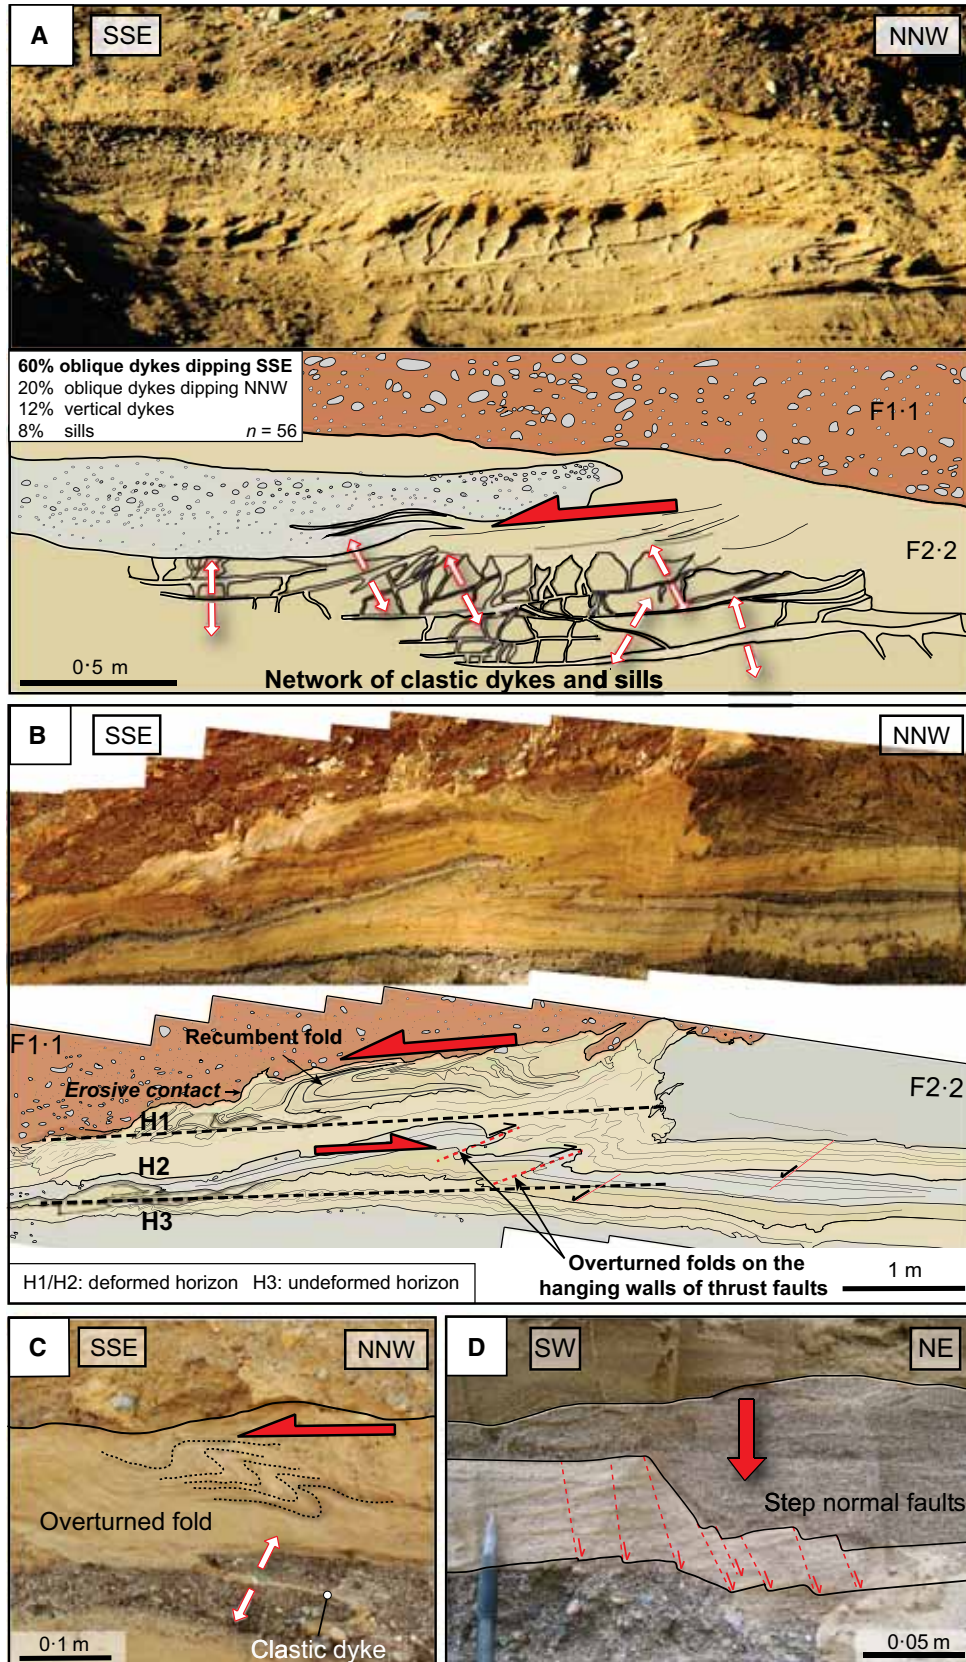 A
SSE
NNW
60% oblique dykes dipping SSE
20% oblique dykes dipping NNW
12% vertical dykes
8% sills n = 56
F1·1
F2·2
0·5 m
Network of clastic dykes and sills
B
SSE
NNW
F1·1
Recumbent fold
Erosive contact
F2·2
H1
H2
H3
Overturned folds on the
hanging walls of thrust faults
H1/H2: deformed horizon H3: undeformed horizon
1 m
C
SSE
NNW
Overturned fold
Clastic dyke
0·1 m
D
SW
NE
Step normal faults
0·05 m